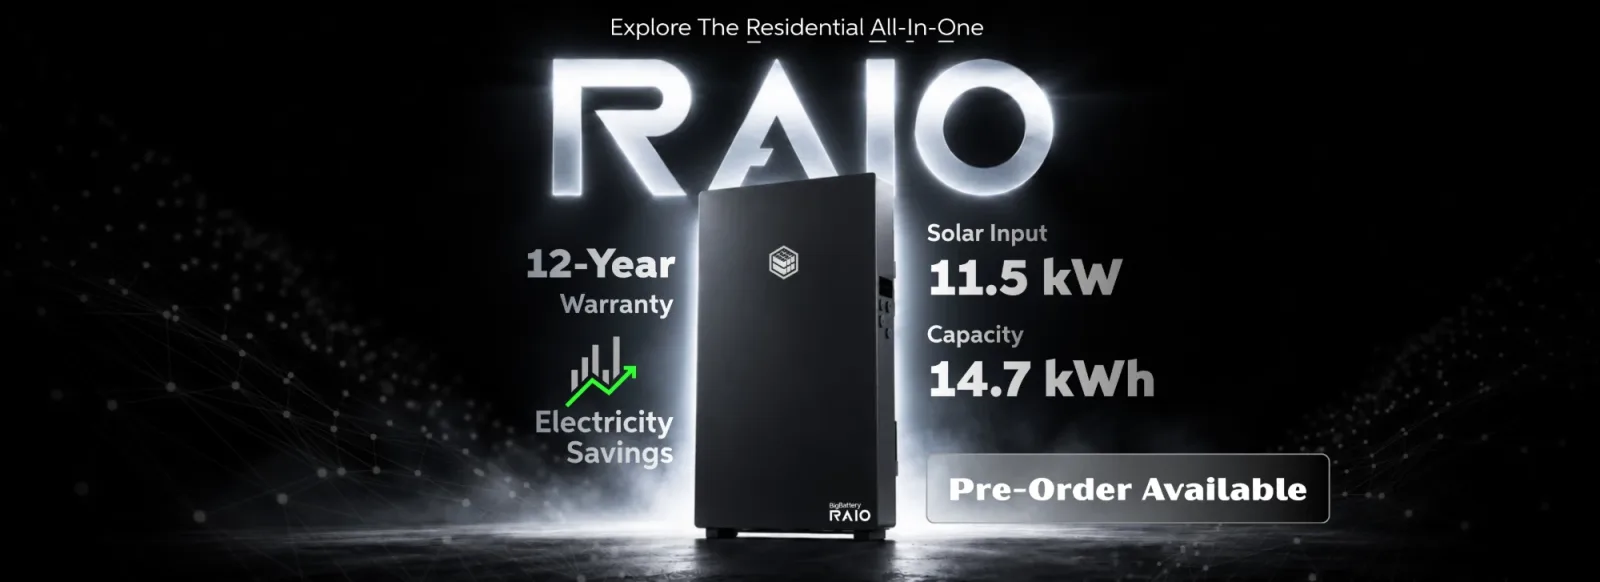 Explore The Residential All-In-One
RAIO
12-Year
Warranty
Electricity
Savings
Solar Input
11.5 kW
Capacity
14.7 kWh
Pre-Order Available
BigBattery
RAIO